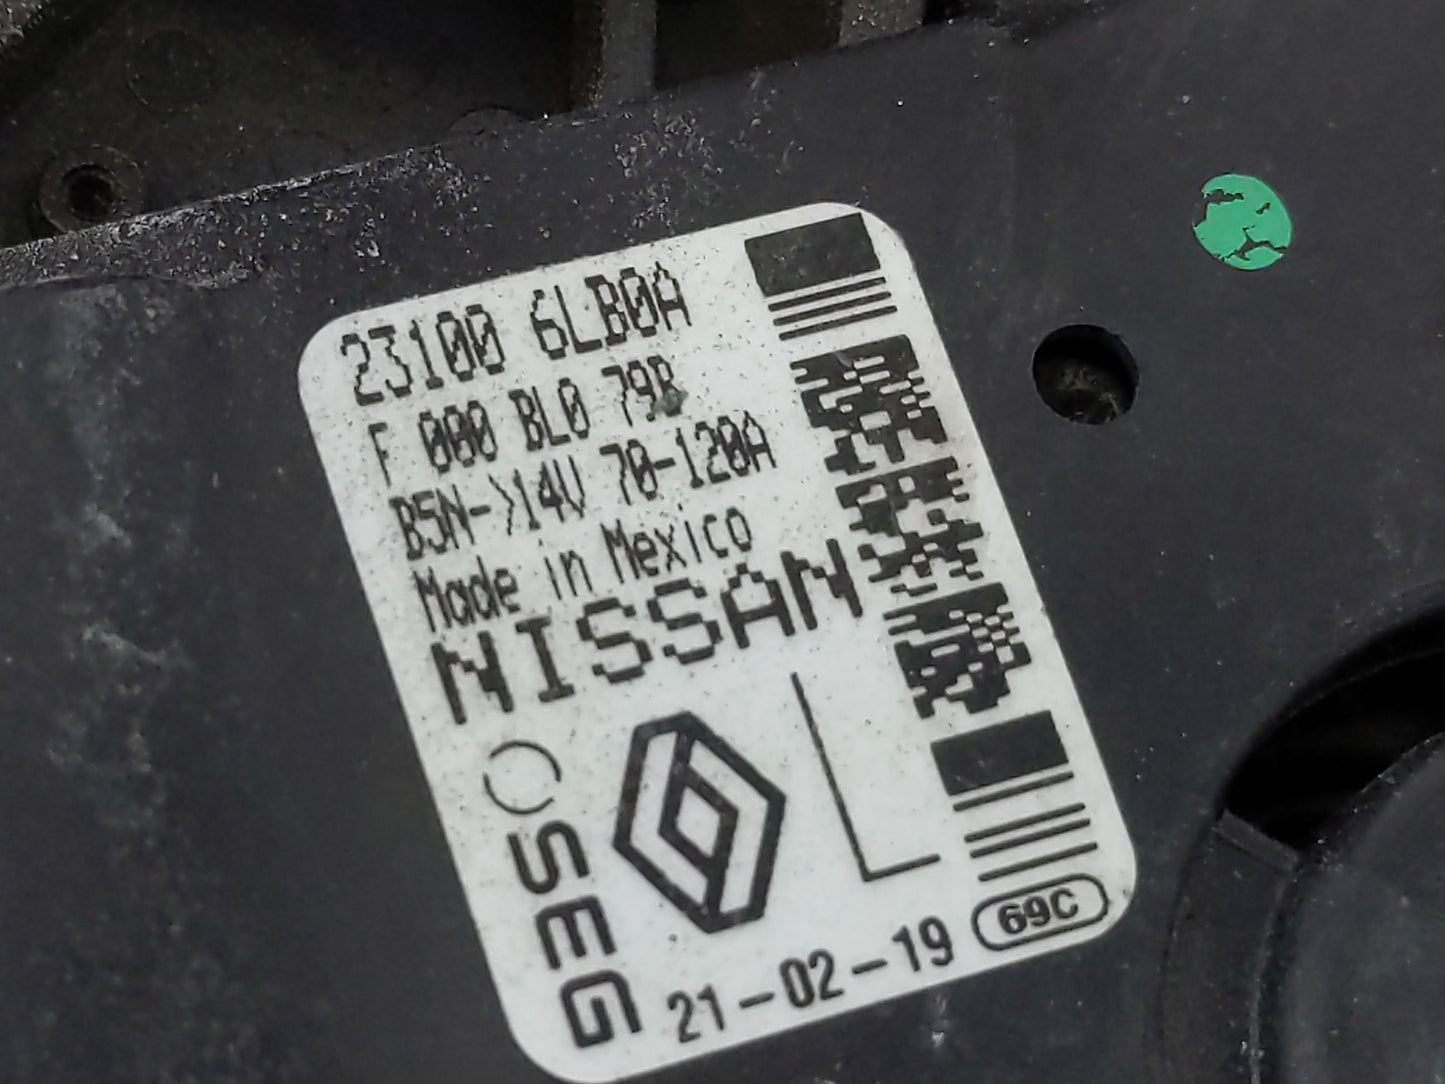 23100 6LB0A
F 000 BL0 79B
B5N->14V 70-120A
Made in Mexico
NISSAN
SEG
21-02-19 69C